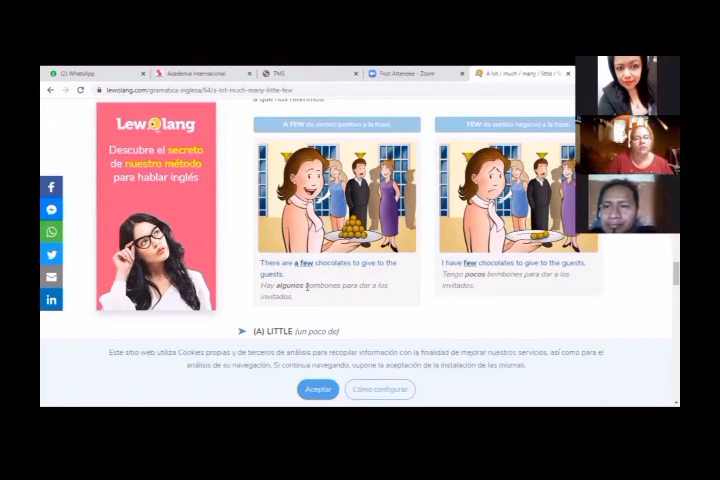 (2) WhatsApp
Academia internacional
TMS
Post Attendee - Zoom
A lot / much / many / little / f
lewolang.com/gramatica-inglesa/64/a-lot-much-many-little-few
a que nos referimos.
Lewolang
Descubre el secreto
de nuestro método
para hablar inglés
A FEW da sentido positivo a la frase.
FEW da sentido negativo a la frase.
There are a few chocolates to give to the
guests.
Hay algunos bombones para dar a los
invitados.
I have few chocolates to give to the guests.
Tengo pocos bombones para dar a los
invitados.
(A) LITTLE (un poco de)
Este sitio web utiliza Cookies propias y de terceros de análisis para recopilar información con la finalidad de mejorar nuestros servicios, así como para el
análisis de su navegación. Si continua navegando, supone la aceptación de la instalación de las mismas.
Aceptar
Cómo configurar